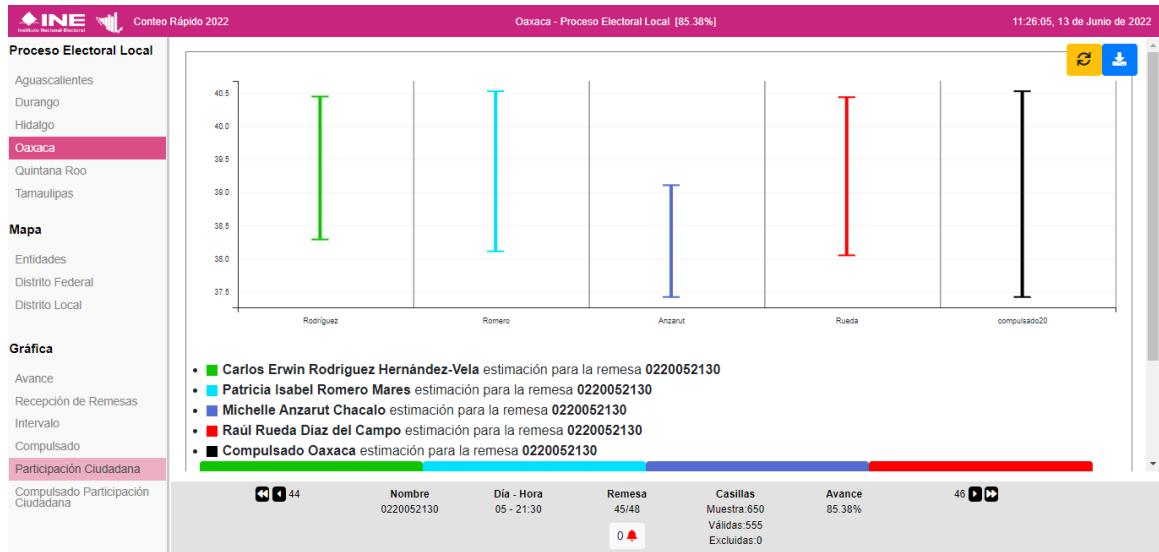 INE
Instituto Nacional Electoral
Conteo Rápido 2022
Oaxaca - Proceso Electoral Local [85.38%]
11:26:05, 13 de Junio de 2022
Proceso Electoral Local
Aguascalientes
Durango
Hidalgo
Oaxaca
Quintana Roo
Tamaulipas
Mapa
Entidades
Distrito Federal
Distrito Local
Gráfica
Avance
Recepción de Remesas
Intervalo
Compulsado
Participación Ciudadana
Compulsado Participación
Ciudadana
40.5
40.0
39.5
39.0
38.5
38.0
37.5
Rodríguez Romero Anzarut Rueda compulsado20
Carlos Erwin Rodríguez Hernández-Vela estimación para la remesa 0220052130
Patricia Isabel Romero Mares estimación para la remesa 0220052130
Michelle Anzarut Chacalo estimación para la remesa 0220052130
Raúl Rueda Diaz del Campo estimación para la remesa 0220052130
Compulsado Oaxaca estimación para la remesa 0220052130
44 Nombre Día - Hora Remesa Casillas Avance 46
0220052130 05 - 21:30 45/48 Muestra:650 85.38%
Válidas:555
0 Excluidas:0